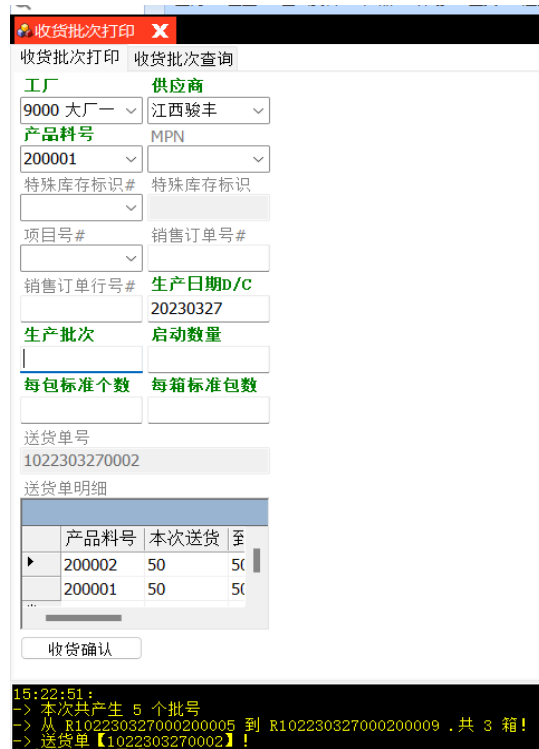 收货批次打印 X
收货批次打印 收货批次查询
工厂 供应商
9000 大厂一 江西骏丰
产品料号 MPN
200001
特殊库存标识# 特殊库存标识
项目号# 销售订单号#
销售订单行号# 生产日期D/C
20230327
生产批次 启动数量
每包标准个数 每箱标准包数
送货单号
1022303270002
送货单明细
产品料号 本次送货 到
200002 50 50
200001 50 50
收货确认
15:22:51:
-> 本次共产生 5 个批号
-> 从 R102230327000200005 到 R102230327000200009 .共 3 箱!
-> 送货单【1022303270002】!